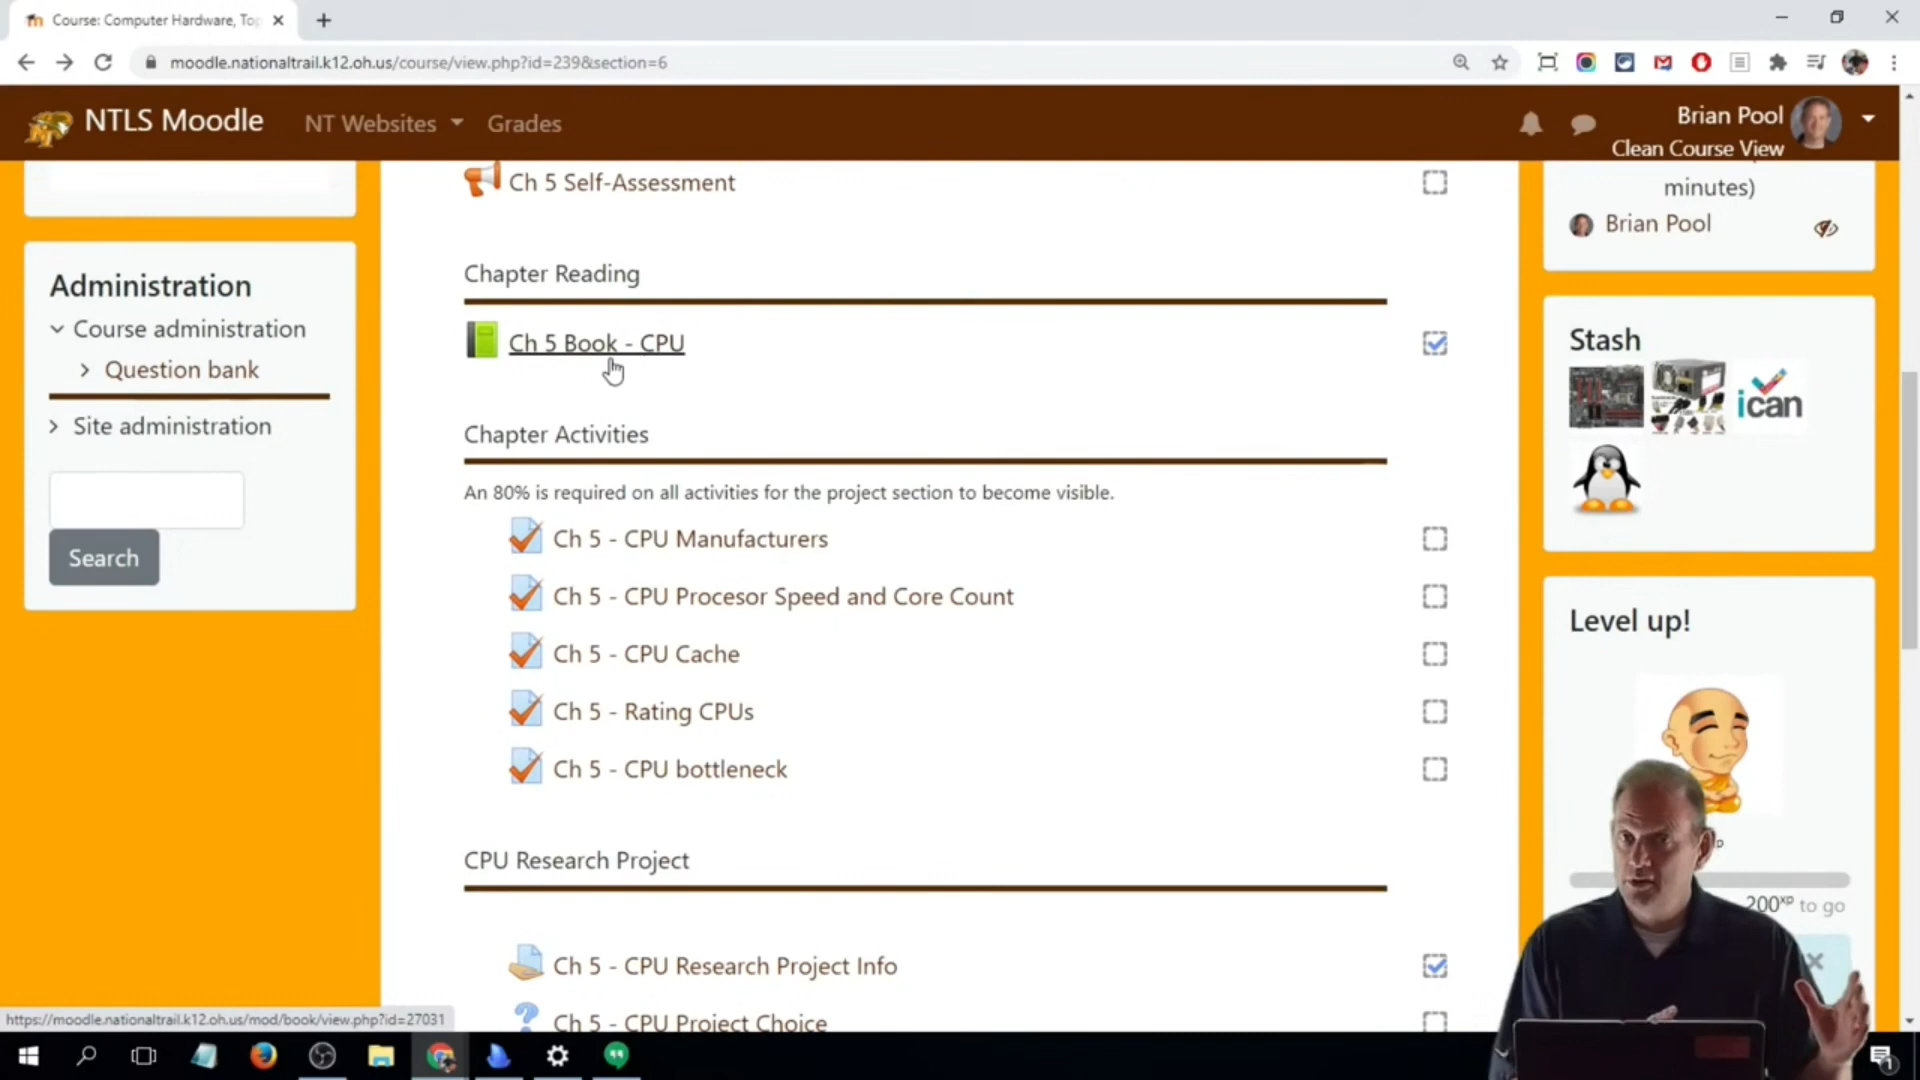 Course: Computer Hardware, Top
moodle.nationaltrail.k12.oh.us/course/view.php?id=239&section=6
NTLS Moodle
NT Websites
Grades
Brian Pool
Clean Course View
Ch 5 Self-Assessment
minutes)
Brian Pool
Administration
Course administration
Question bank
Site administration
Search
Chapter Reading
Ch 5 Book - CPU
Chapter Activities
An 80% is required on all activities for the project section to become visible.
Ch 5 - CPU Manufacturers
Ch 5 - CPU Procesor Speed and Core Count
Ch 5 - CPU Cache
Ch 5 - Rating CPUs
Ch 5 - CPU bottleneck
CPU Research Project
Ch 5 - CPU Research Project Info
Ch 5 - CPU Project Choice
Stash
ican
Level up!
200xp to go
https://moodle.nationaltrail.k12.oh.us/mod/book/view.php?id=27031
1